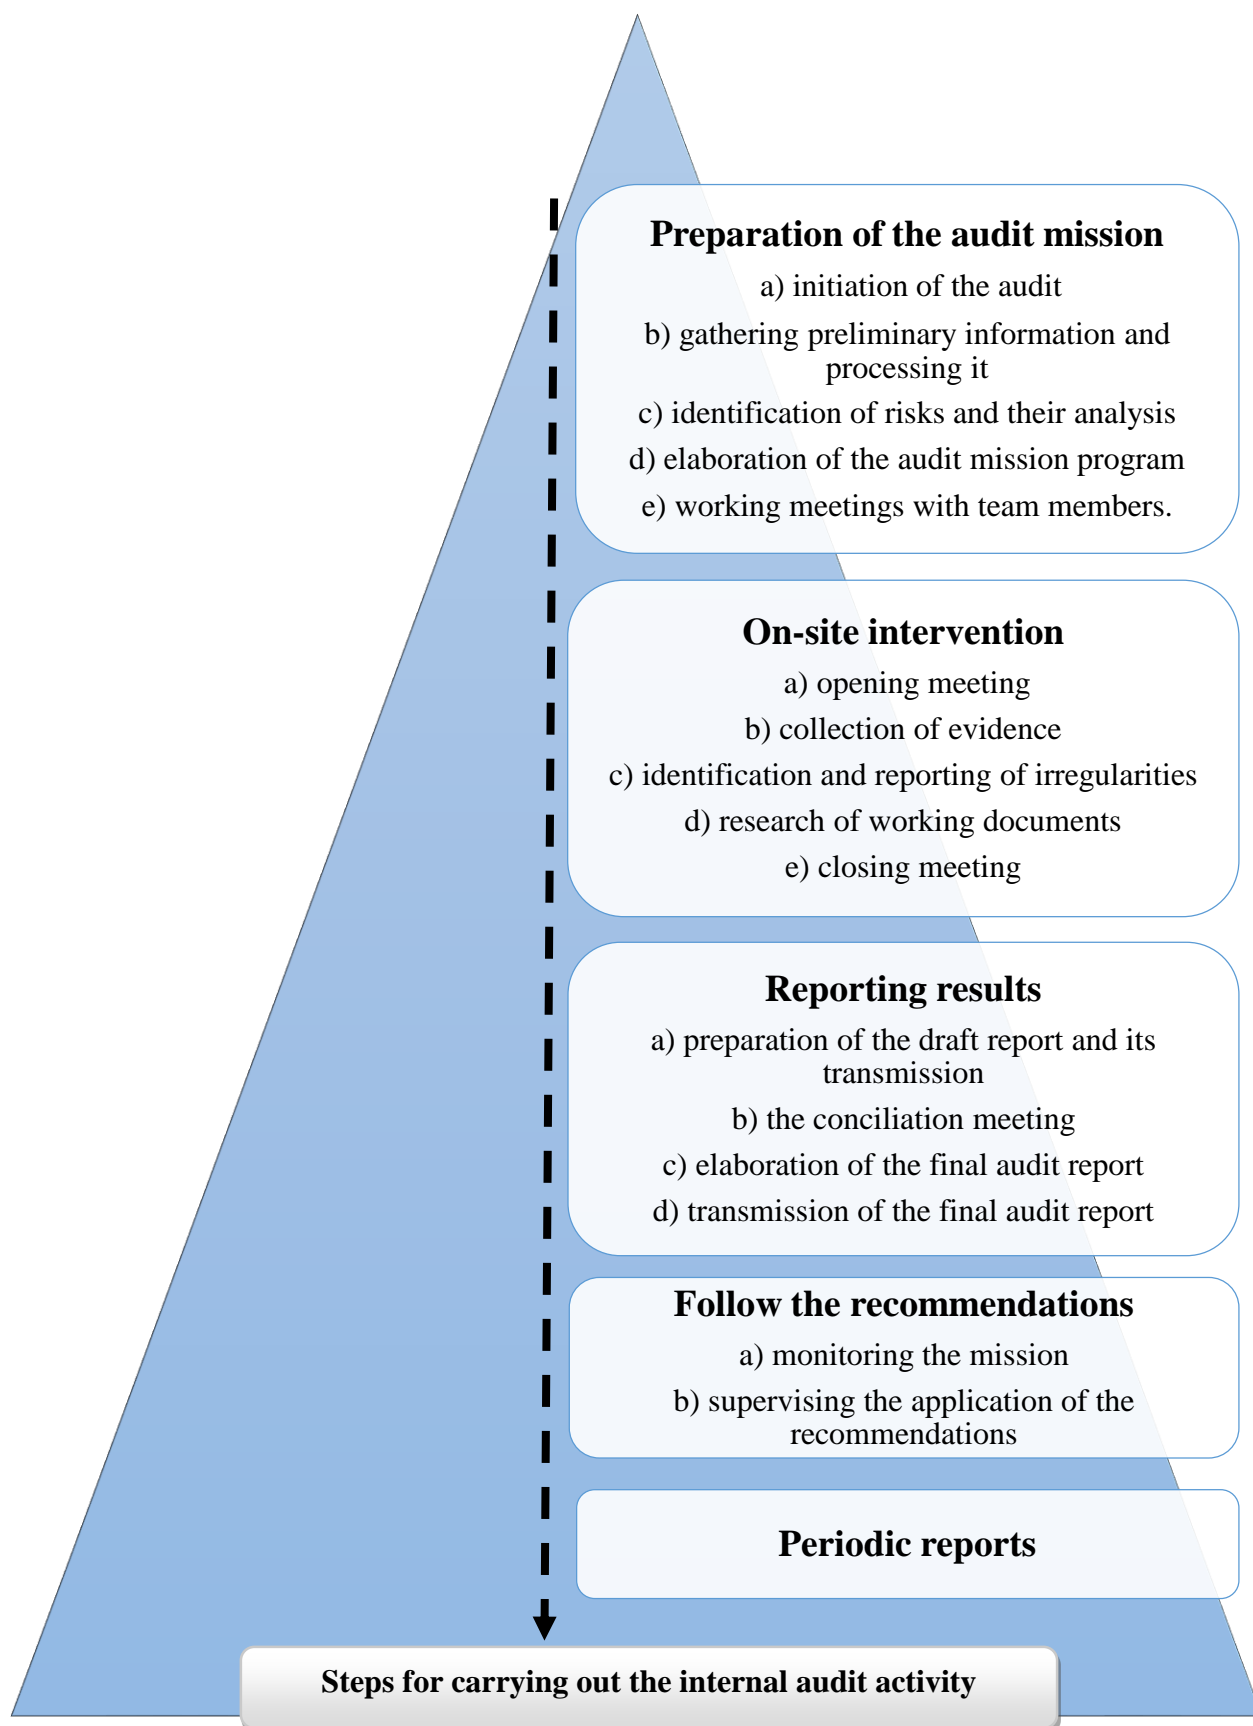 Preparation of the audit mission
a) initiation of the audit
b) gathering preliminary information and
processing it
c) identification of risks and their analysis
d) elaboration of the audit mission program
e) working meetings with team members.
On-site intervention
a) opening meeting
b) collection of evidence
c) identification and reporting of irregularities
d) research of working documents
e) closing meeting
Reporting results
a) preparation of the draft report and its
transmission
b) the conciliation meeting
c) elaboration of the final audit report
d) transmission of the final audit report
Follow the recommendations
a) monitoring the mission
b) supervising the application of the
recommendations
Periodic reports
Steps for carrying out the internal audit activity